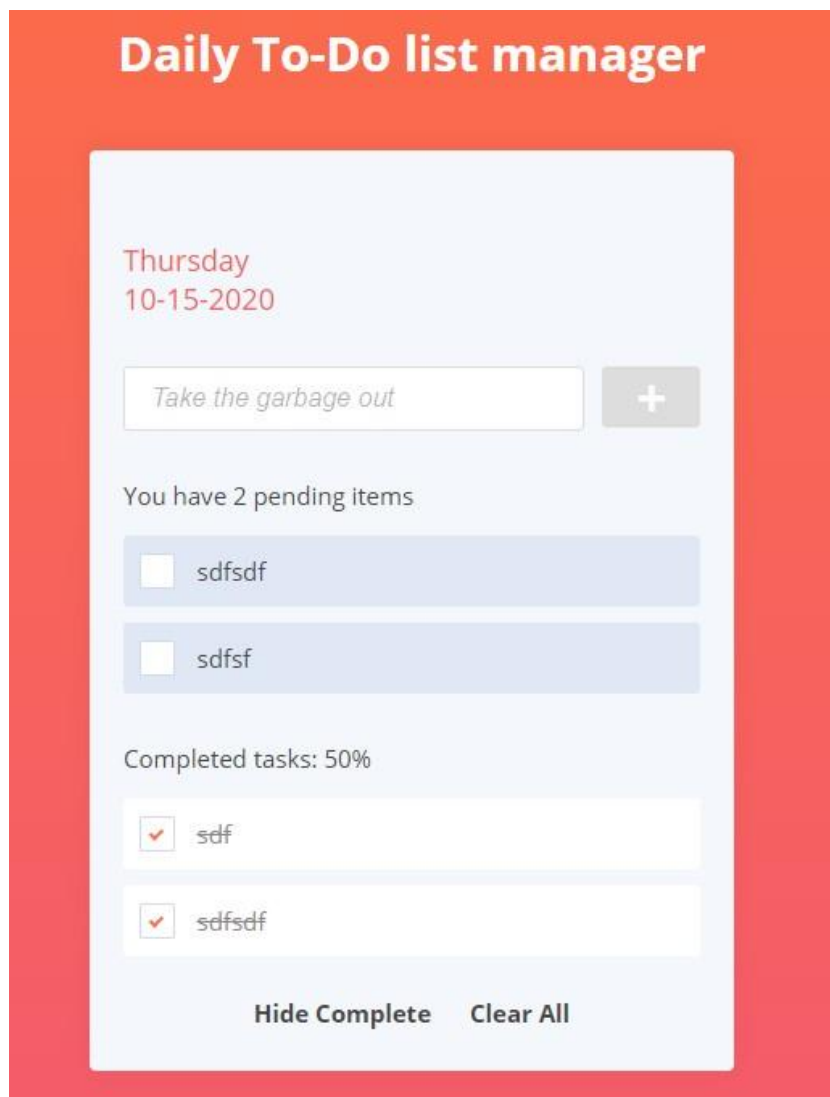 Daily To-Do list manager
Thursday
10-15-2020
Take the garbage out
+
You have 2 pending items
sdfsdf
sdfsf
Completed tasks: 50%
sdf
sdfsdf
Hide Complete Clear All